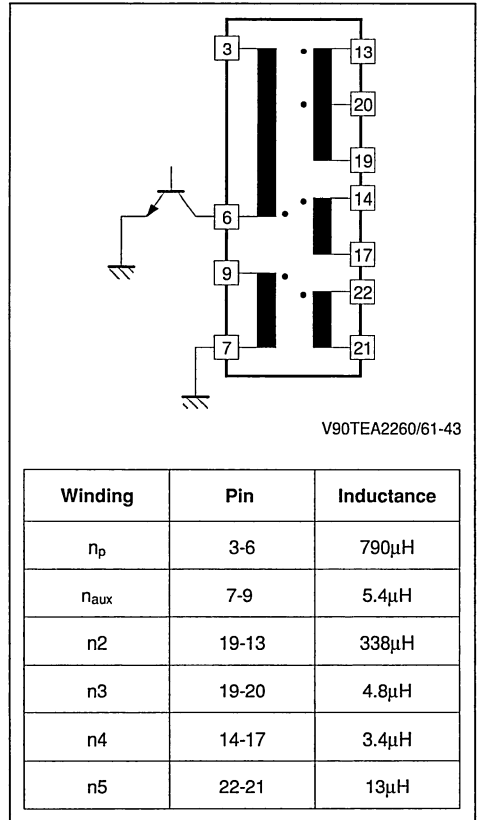 3
13
20
19
6
14
17
9
22
7
21
V90TEA2260/61-43
Winding Pin Inductance
np 3-6 790μH
naux 7-9 5.4μH
n2 19-13 338μH
n3 19-20 4.8μH
n4 14-17 3.4μH
n5 22-21 13μH